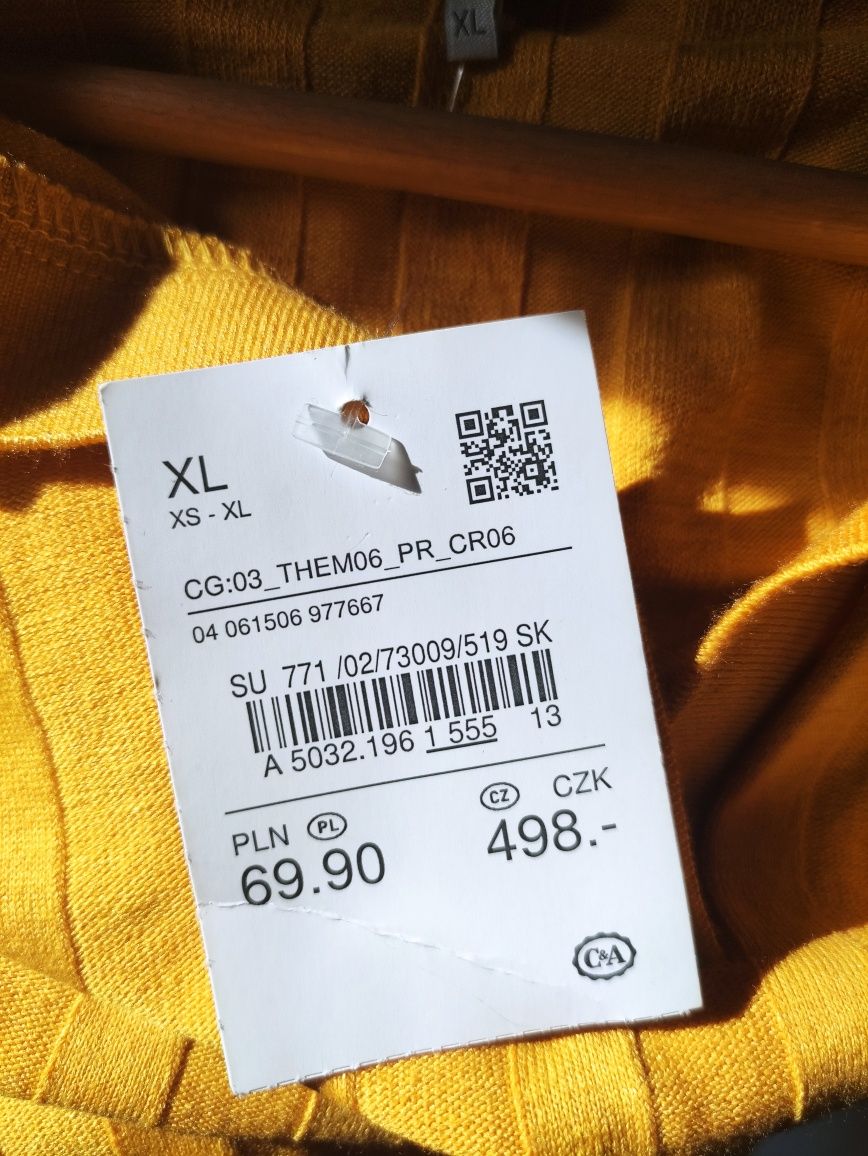 XL
XL
XS - XL
CG:03_THEM06_PR_CR06
04 061506 977667
SU 771 /02/73009/519 SK
A 5032.196 1 555 13
PLN PL CZ CZK
69.90 498.-
C&A